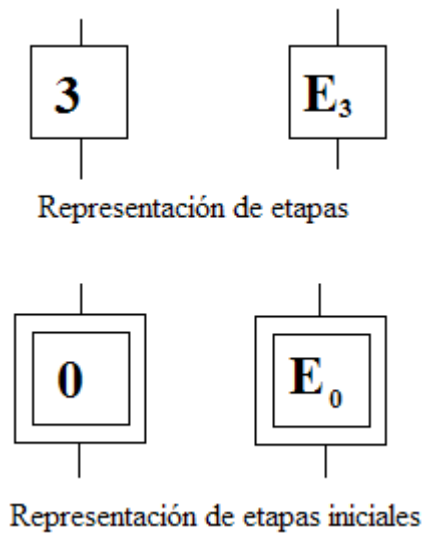 3 E₃
Representación de etapas
0 E₀
Representación de etapas iniciales